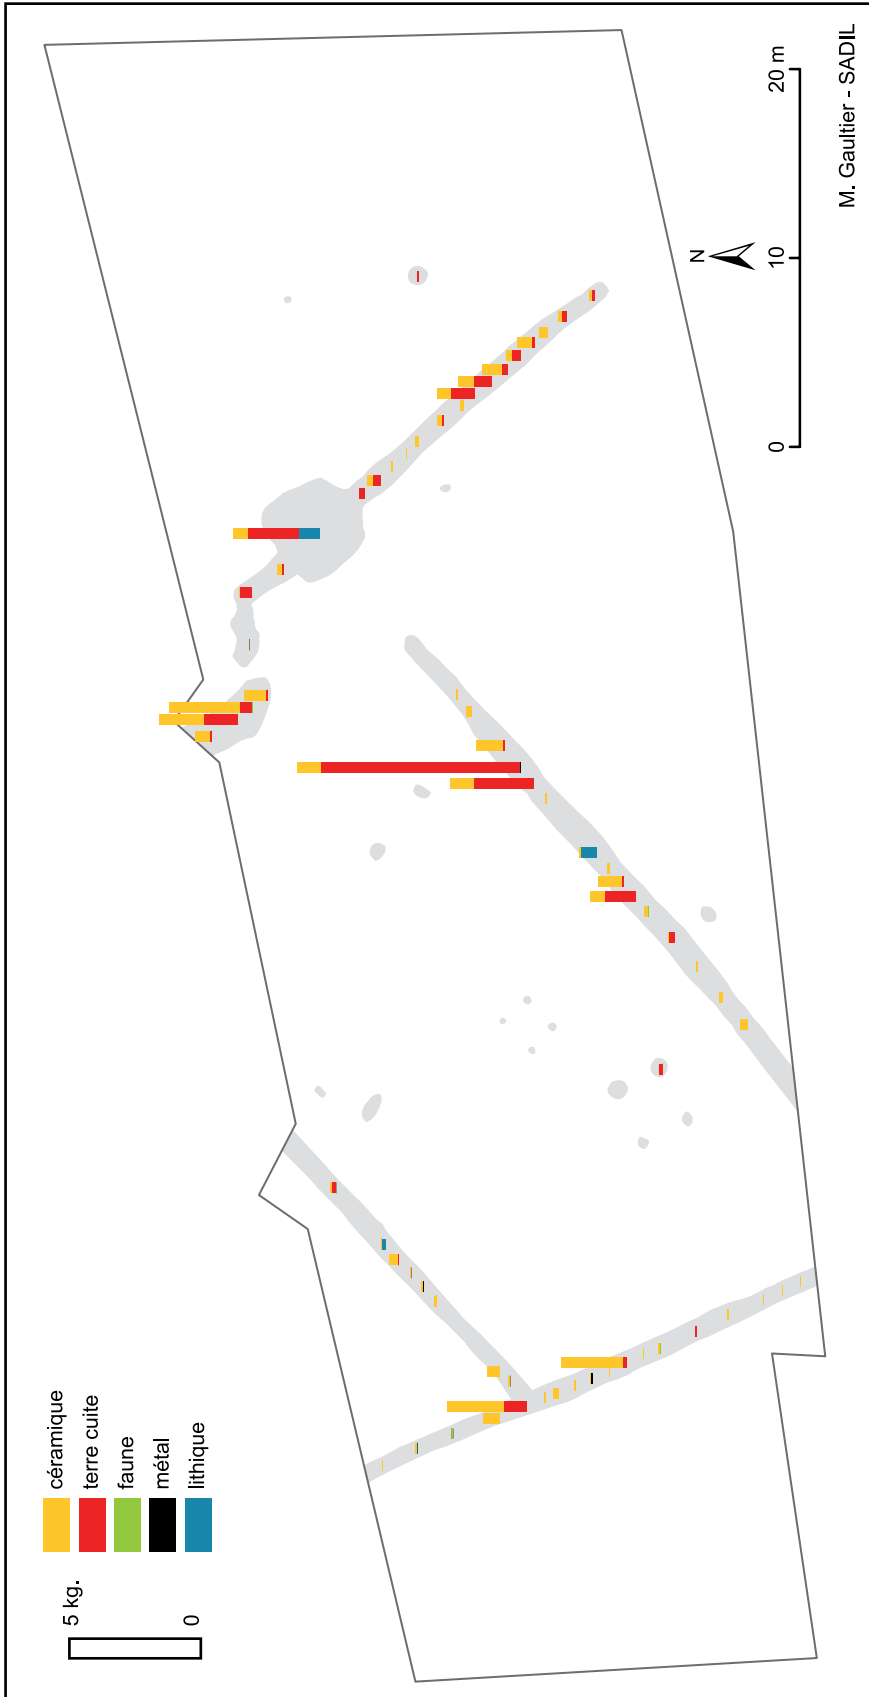 5 kg.
0
céramique
terre cuite
faune
métal
lithique
N
0
10
20 m
M. Gaultier - SADIL